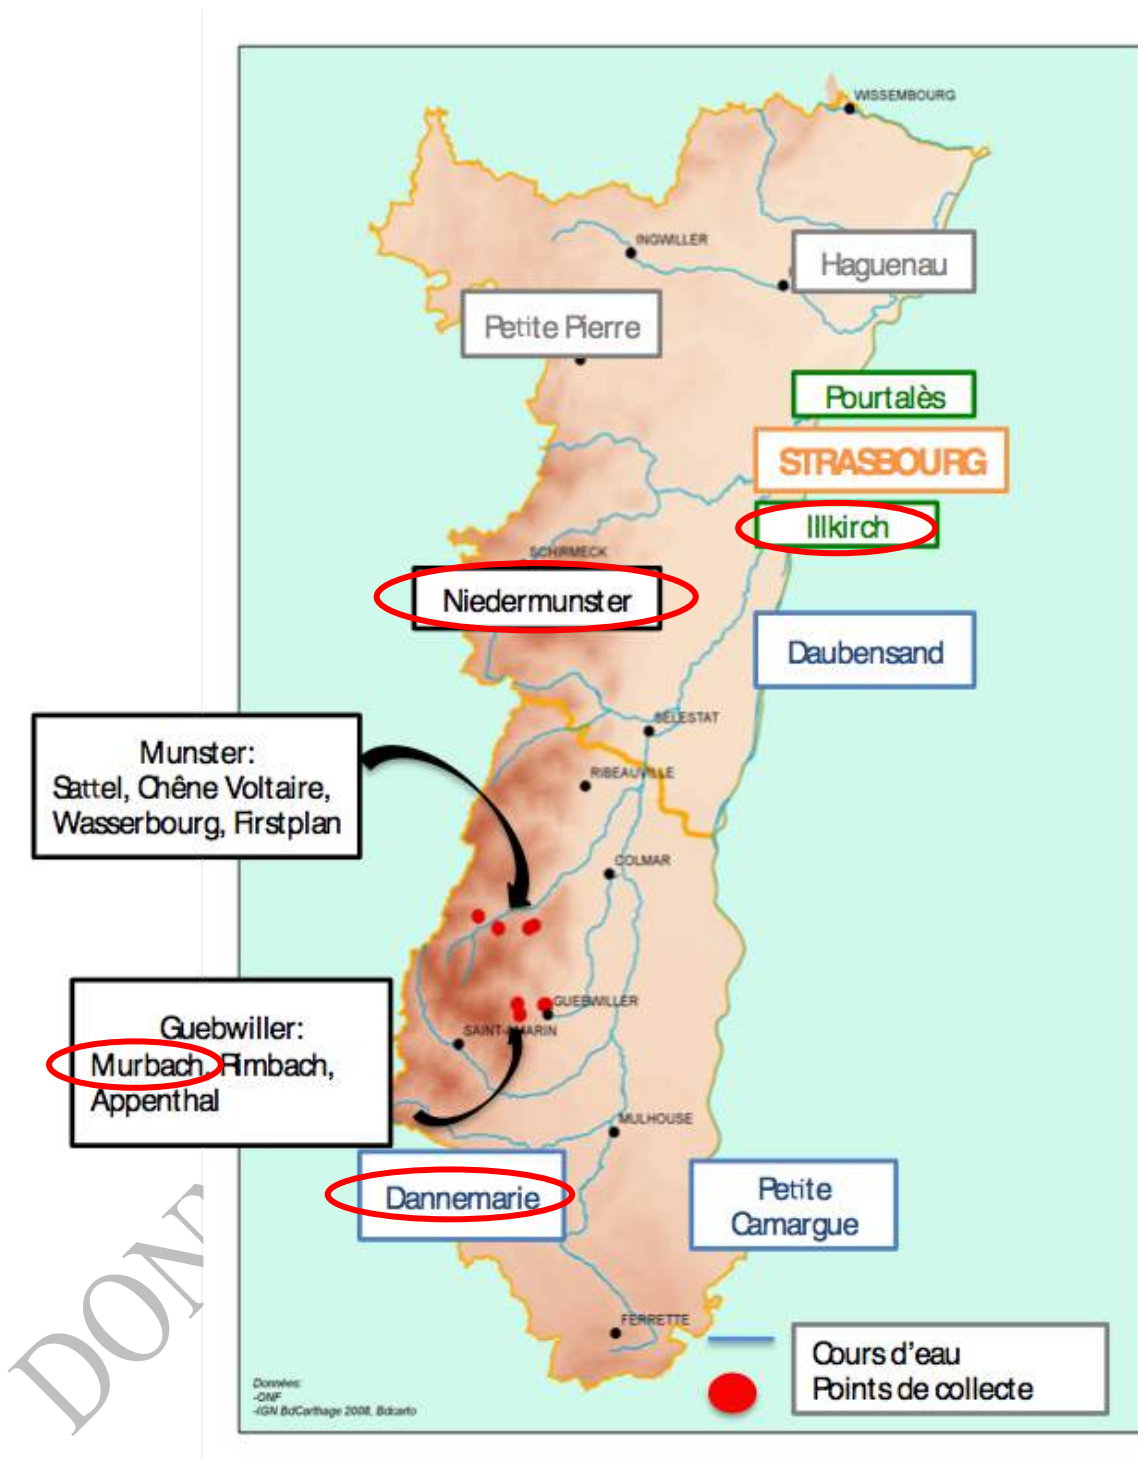 WISSEMBOURG
INGWILLER
Haguenau
Petite Pierre
Pourtalès
STRASBOURG
Illkirch
SCHIRMECK
Niedermunster
Daubensand
SELESTAT
Munster:
Sattel, Chêne Voltaire,
Wasserbourg, Firstplan
RIBEAUVILLE
COLMAR
GUEBWILLER
Guebwiller:
Murbach, Rimbach,
Appenthal
SAINT-AMARIN
MULHOUSE
Dannemarie
Petite
Camargue
FERRETTE
Cours d'eau
Points de collecte
Données:
-ONF
-IGN BdCarthage 2008, Bdcarto
DON